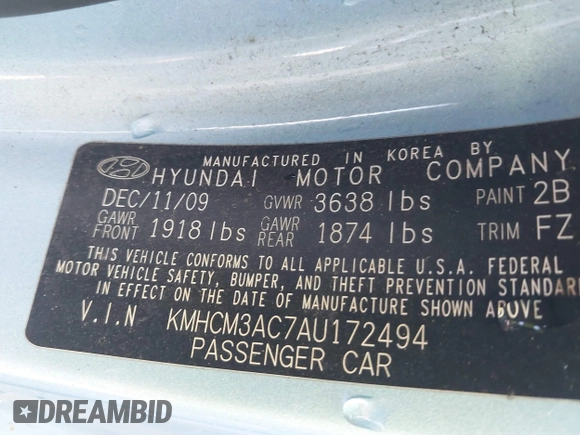 MANUFACTURED IN KOREA BY
HYUNDAI MOTOR COMPANY
DEC/11/09 GVWR 3638 lbs PAINT 2B
GAWR FRONT 1918 lbs GAWR REAR 1874 lbs TRIM FZ
THIS VEHICLE CONFORMS TO ALL APPLICABLE U.S.A. FEDERAL
MOTOR VEHICLE SAFETY, BUMPER, AND THEFT PREVENTION STANDARD
IN EFFECT ON THE DATE OF MANUFACTURE SHOWN ABOVE.
V.I.N KMHCM3AC7AU172494
PASSENGER CAR
DREAMBID